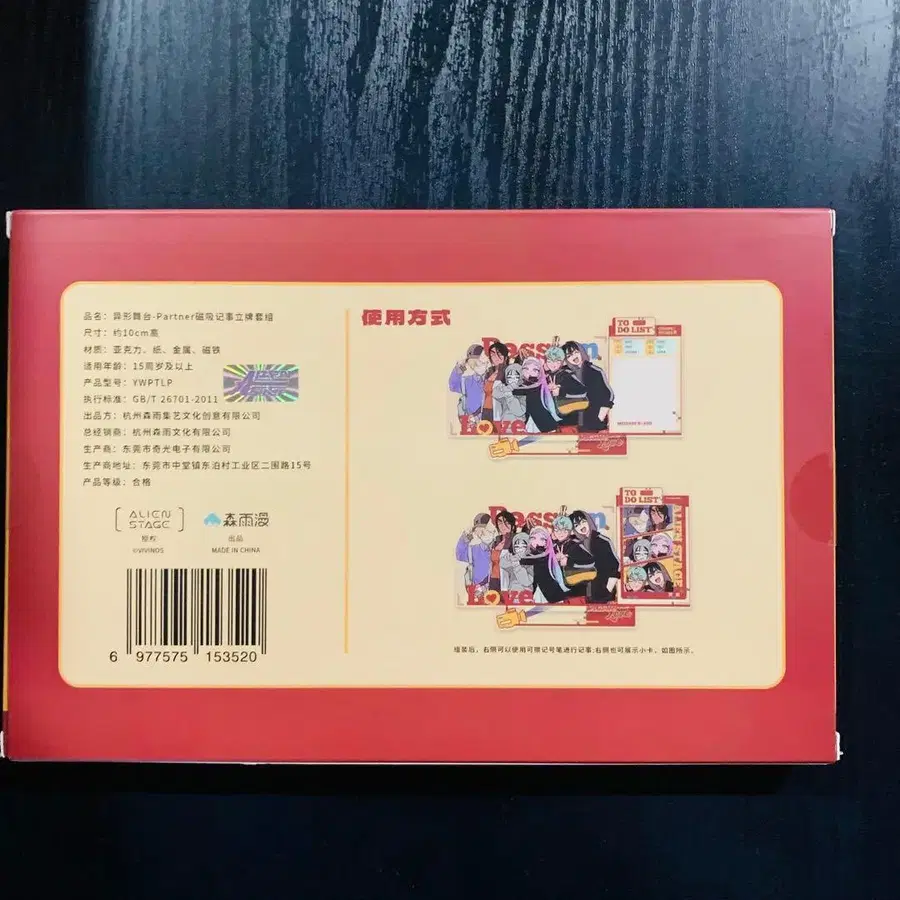 品名：异形舞台-Partner磁吸记事立牌套组
尺寸：约10cm高
材质：亚克力、纸、金属、磁铁
适用年龄：15周岁及以上
产品型号：YWPTLP
执行标准：GB/T 26701-2011
出品方：杭州森雨集艺文化创意有限公司
总经销商：杭州森雨文化有限公司
生产商：东莞市奇光电子有限公司
生产商地址：东莞市中堂镇东泊村工业区二围路15号
产品等级：合格
ALIEN STAGE
ALIEN
STAGE
原权
©VIVINOS
森雨漫
出品
MADE IN CHINA
6 977575 153520
使用方式
Passion
Love
TO
DO LIST
Love
Passion
Love
TO
DO LIST
ALIEN STAGE
Love
组装后，右侧可以使用可擦记号笔进行记事;右侧也可展示小卡，如图所示。